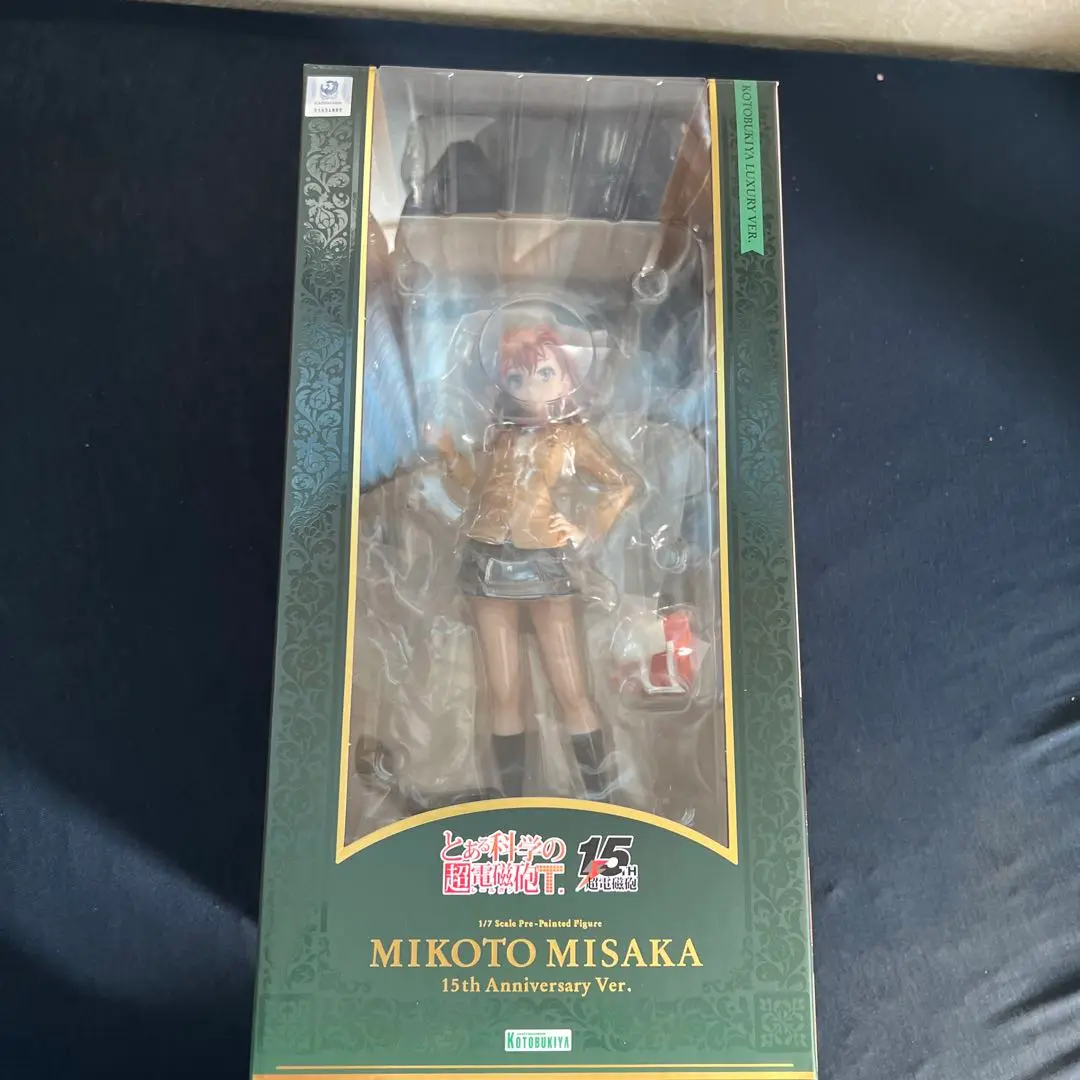 KOTOBUKIYA LUXURY VER.
とある科学の
超電磁砲T.
15TH
超電磁砲
1/7 Scale Pre-Painted Figure
MIKOTO MISAKA
15th Anniversary Ver.
KOTOBUKIYA